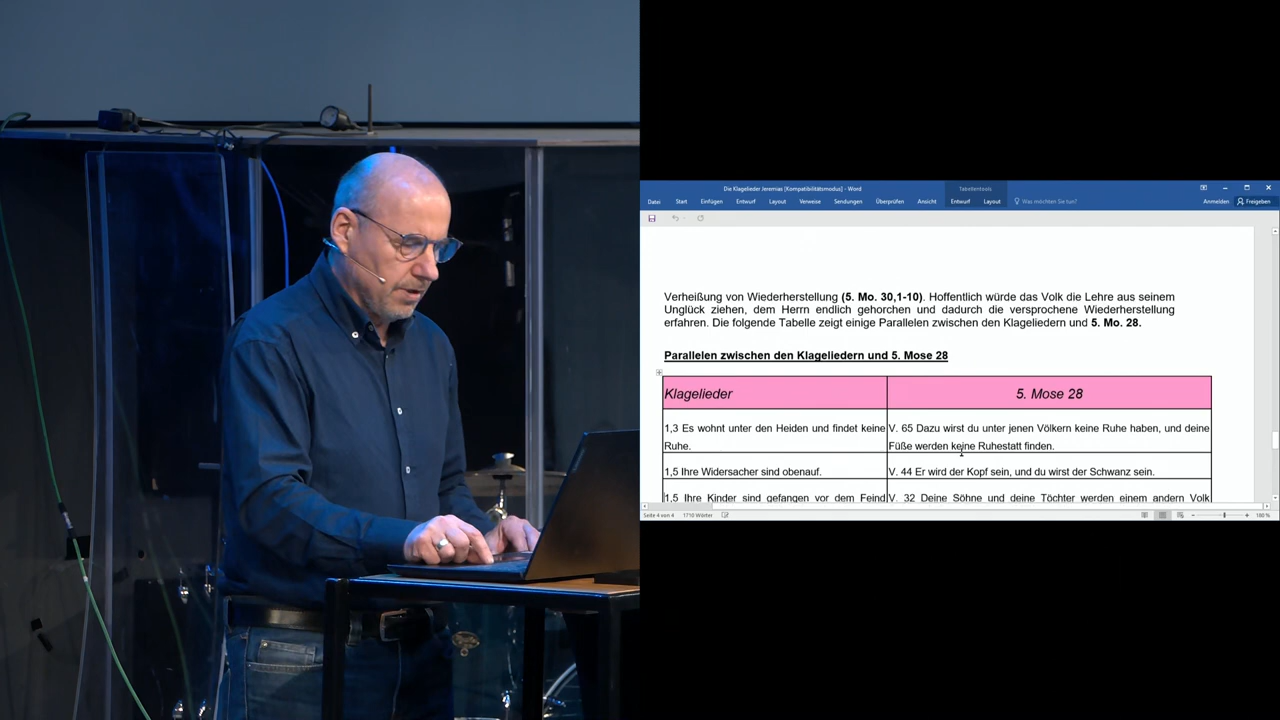 Die Klagelieder Jeremias [Kompatibilitätsmodus] - Word
Tabellentools
Datei Start Einfügen Entwurf Layout Verweise Sendungen Überprüfen Ansicht Entwurf Layout Was möchten Sie tun? Anmelden Freigeben
Verheißung von Wiederherstellung (5. Mo. 30,1-10). Hoffentlich würde das Volk die Lehre aus seinem
Unglück ziehen, dem Herrn endlich gehorchen und dadurch die versprochene Wiederherstellung
erfahren. Die folgende Tabelle zeigt einige Parallelen zwischen den Klageliedern und 5. Mo. 28.
Parallelen zwischen den Klageliedern und 5. Mose 28
Klagelieder
5. Mose 28
1,3 Es wohnt unter den Heiden und findet keine
Ruhe.
V. 65 Dazu wirst du unter jenen Völkern keine Ruhe haben, und deine
Füße werden keine Ruhestatt finden.
1,5 Ihre Widersacher sind obenauf.
V. 44 Er wird der Kopf sein, und du wirst der Schwanz sein.
1,5 Ihre Kinder sind gefangen vor dem Feind
V. 32 Deine Söhne und deine Töchter werden einem andern Volk
Seite 4 von 4 1710 Wörter
180 %